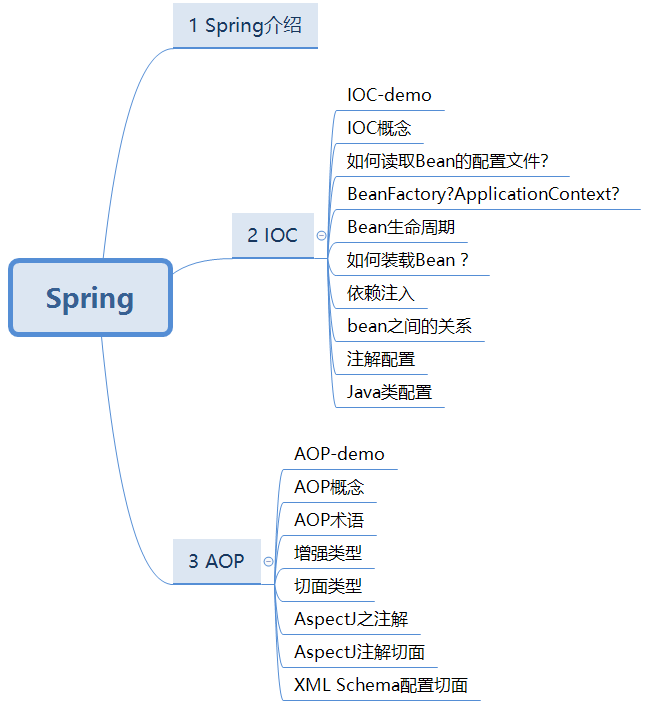 1 Spring介绍
IOC-demo
IOC概念
如何读取Bean的配置文件?
BeanFactory?ApplicationContext?
2 IOC
Bean生命周期
如何装载Bean？
Spring
依赖注入
bean之间的关系
注解配置
Java类配置
AOP-demo
AOP概念
AOP术语
3 AOP
增强类型
切面类型
AspectJ之注解
AspectJ注解切面
XML Schema配置切面